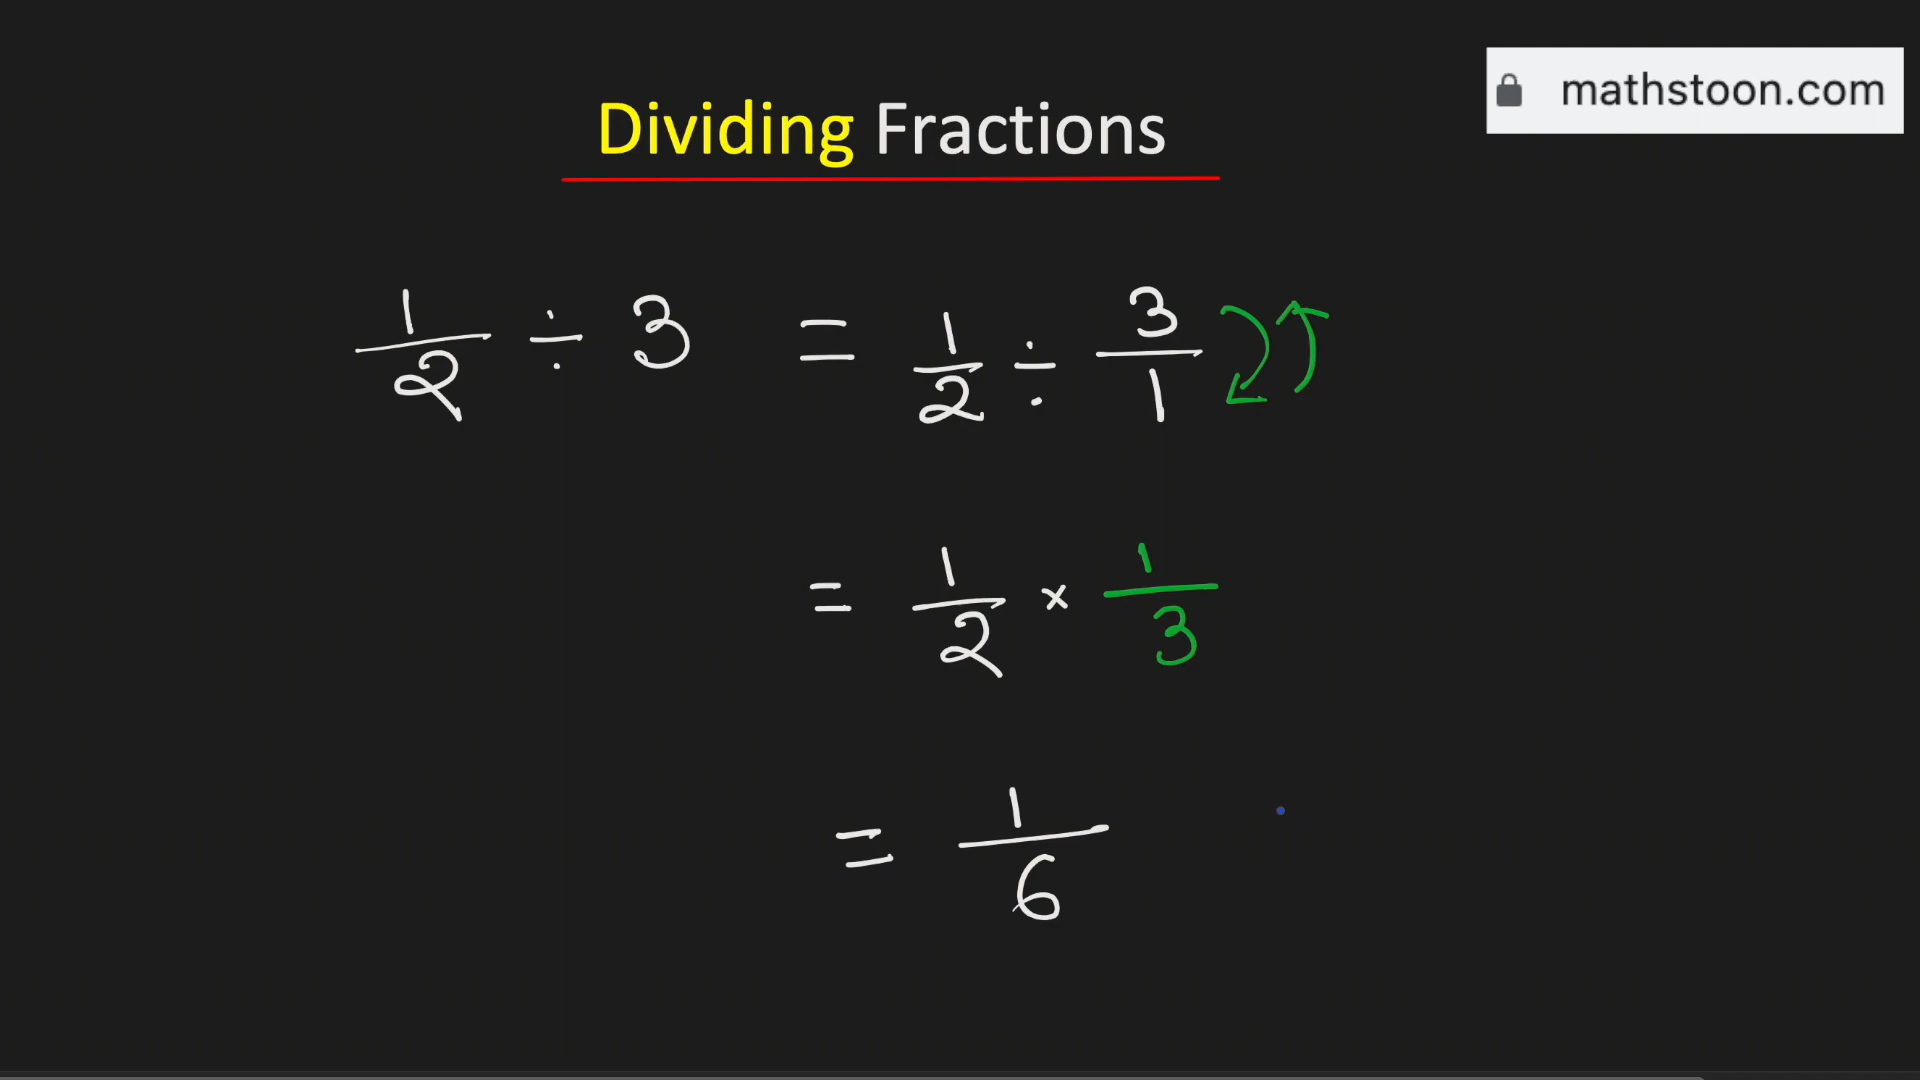 mathstoon.com
Dividing Fractions
1/2 ÷ 3 = 1/2 ÷ 3/1
= 1/2 × 1/3
= 1/6